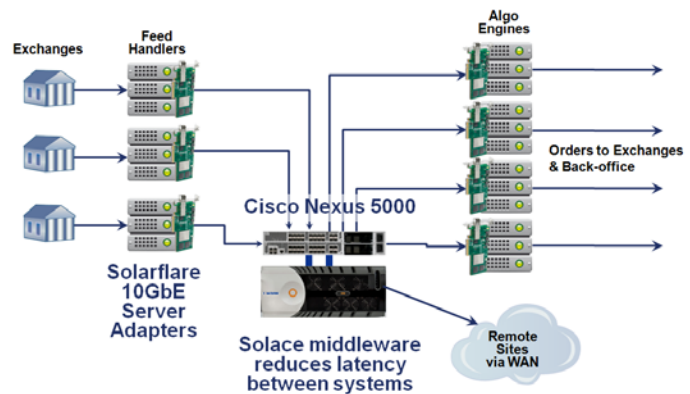 Exchanges
Feed
Handlers
Algo
Engines
Orders to Exchanges
& Back-office
Cisco Nexus 5000
Solarflare
10GbE
Server
Adapters
Solace middleware
reduces latency
between systems
Remote
Sites
via WAN